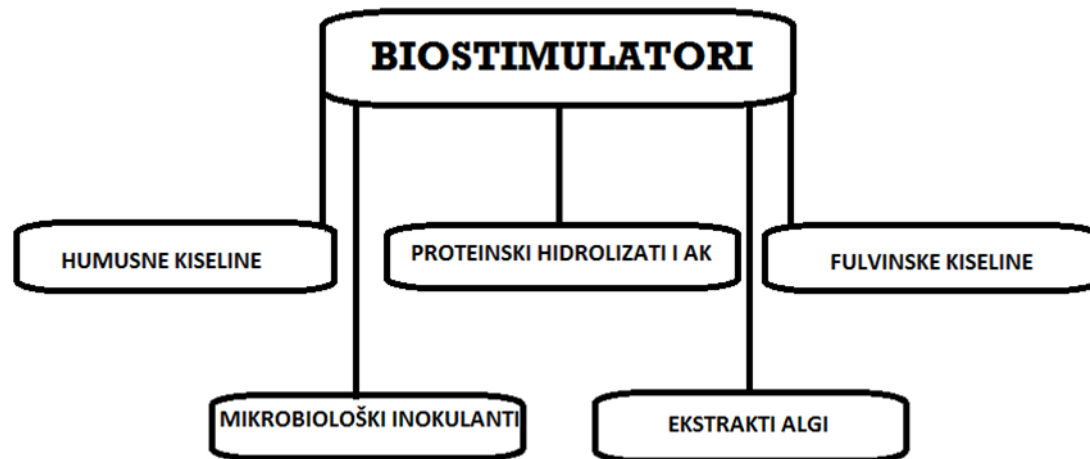 BIOSTIMULATORI
HUMUSNE KISELINE
PROTEINSKI HIDROLIZATI I AK
FULVINSKE KISELINE
MIKROBIOLOŠKI INOKULANTI
EKSTRAKTI ALGI